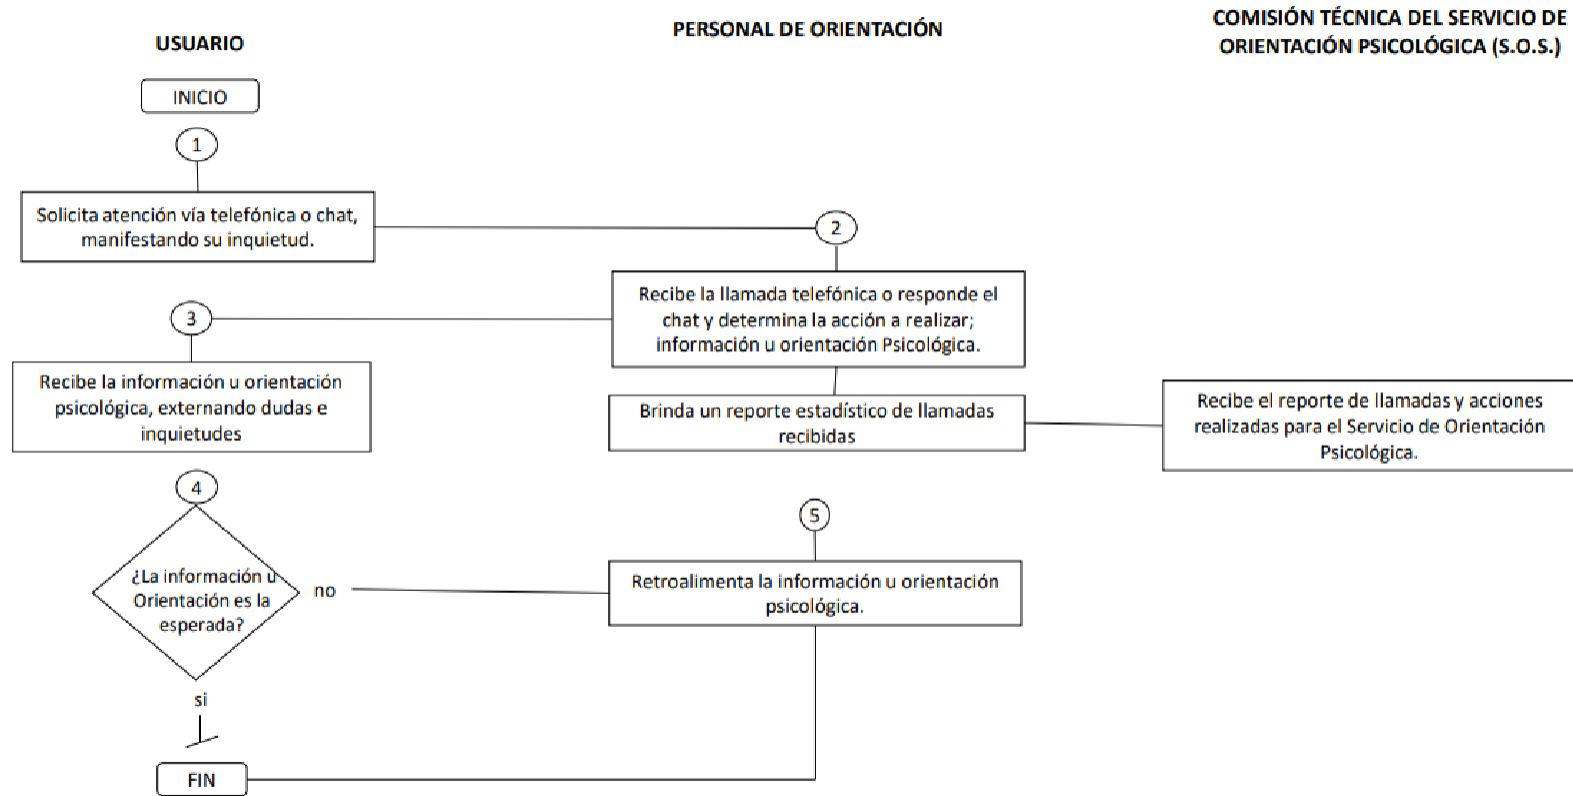 USUARIO
PERSONAL DE ORIENTACIÓN
COMISIÓN TÉCNICA DEL SERVICIO DE
ORIENTACIÓN PSICOLÓGICA (S.O.S.)
INICIO
1
Solicita atención vía telefónica o chat,
manifestando su inquietud.
2
Recibe la llamada telefónica o responde el
chat y determina la acción a realizar;
información u orientación Psicológica.
3
Recibe la información u orientación
psicológica, externando dudas e
inquietudes
Brinda un reporte estadístico de llamadas
recibidas
Recibe el reporte de llamadas y acciones
realizadas para el Servicio de Orientación
Psicológica.
4
¿La información u
Orientación es la
esperada?
no
5
Retroalimenta la información u orientación
psicológica.
si
FIN